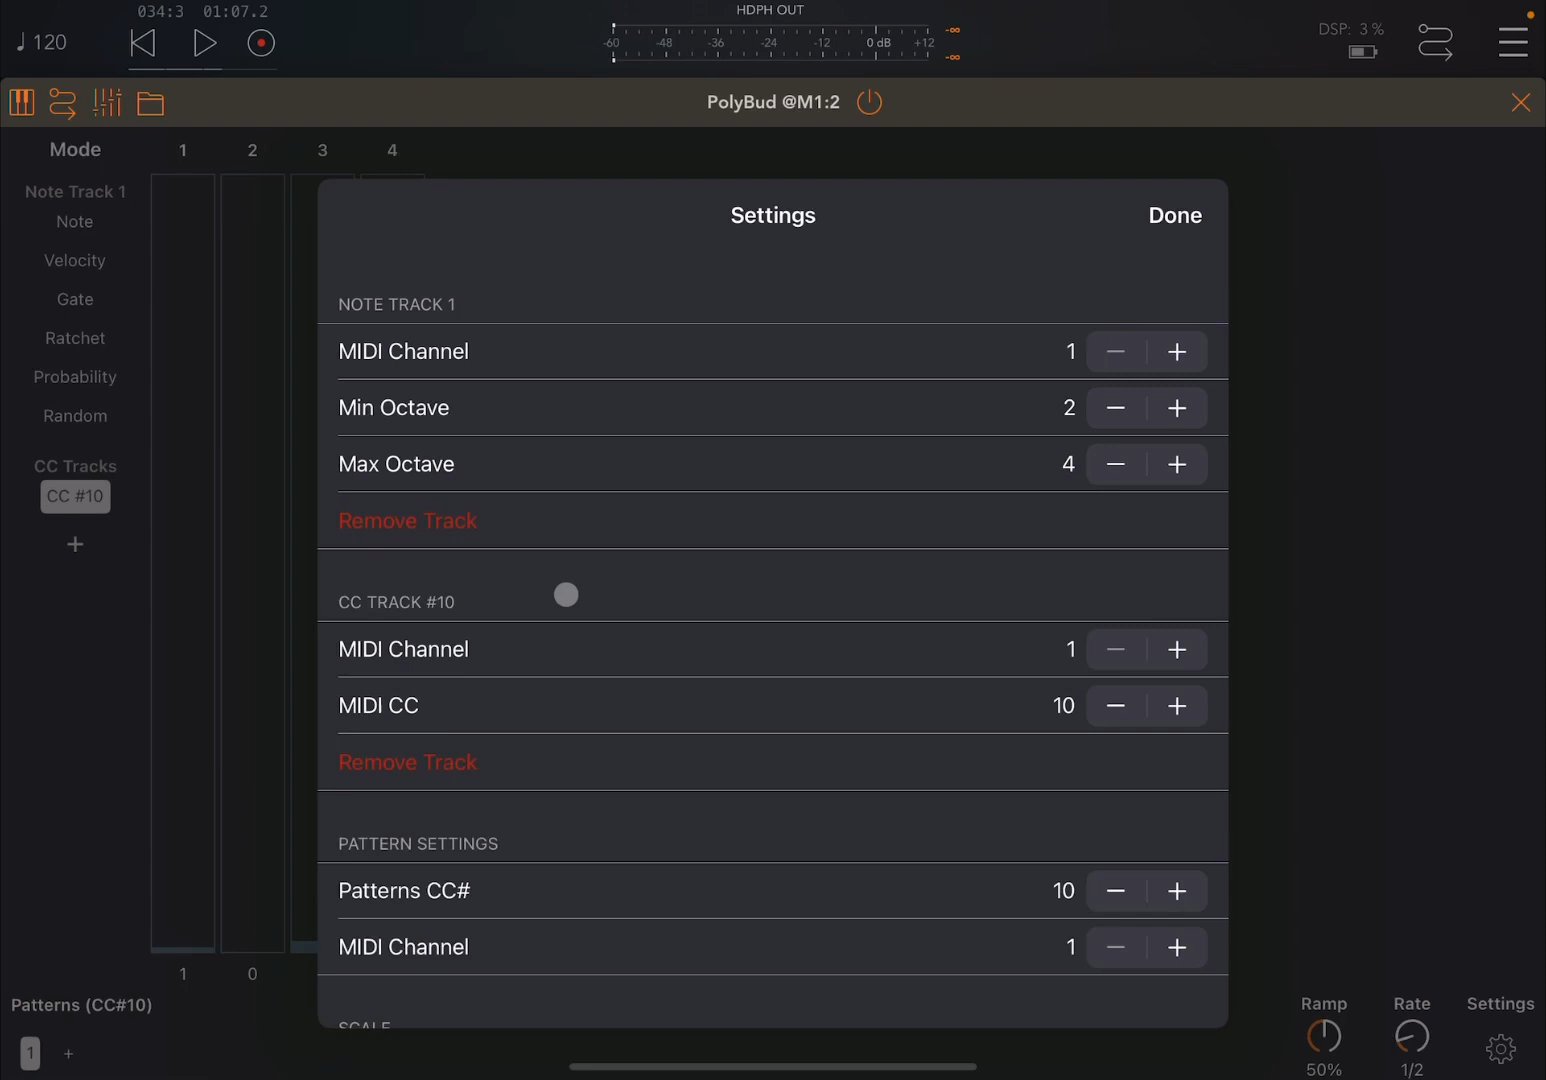 034:3 01:07.2
HDPH OUT
120
-60 -48 -36 -24 -12 0 dB +12
-∞
-∞
DSP: 3 %
PolyBud @M1:2
Mode 1 2 3 4
Note Track 1
Note
Velocity
Gate
Ratchet
Probability
Random
CC Tracks
CC #10
+
Settings
Done
NOTE TRACK 1
MIDI Channel 1 − +
Min Octave 2 − +
Max Octave 4 − +
Remove Track
CC TRACK #10
MIDI Channel 1 − +
MIDI CC 10 − +
Remove Track
PATTERN SETTINGS
Patterns CC# 10 − +
MIDI Channel 1 − +
SCALE
1 0
Patterns (CC#10)
1 +
Ramp Rate Settings
50% 1/2